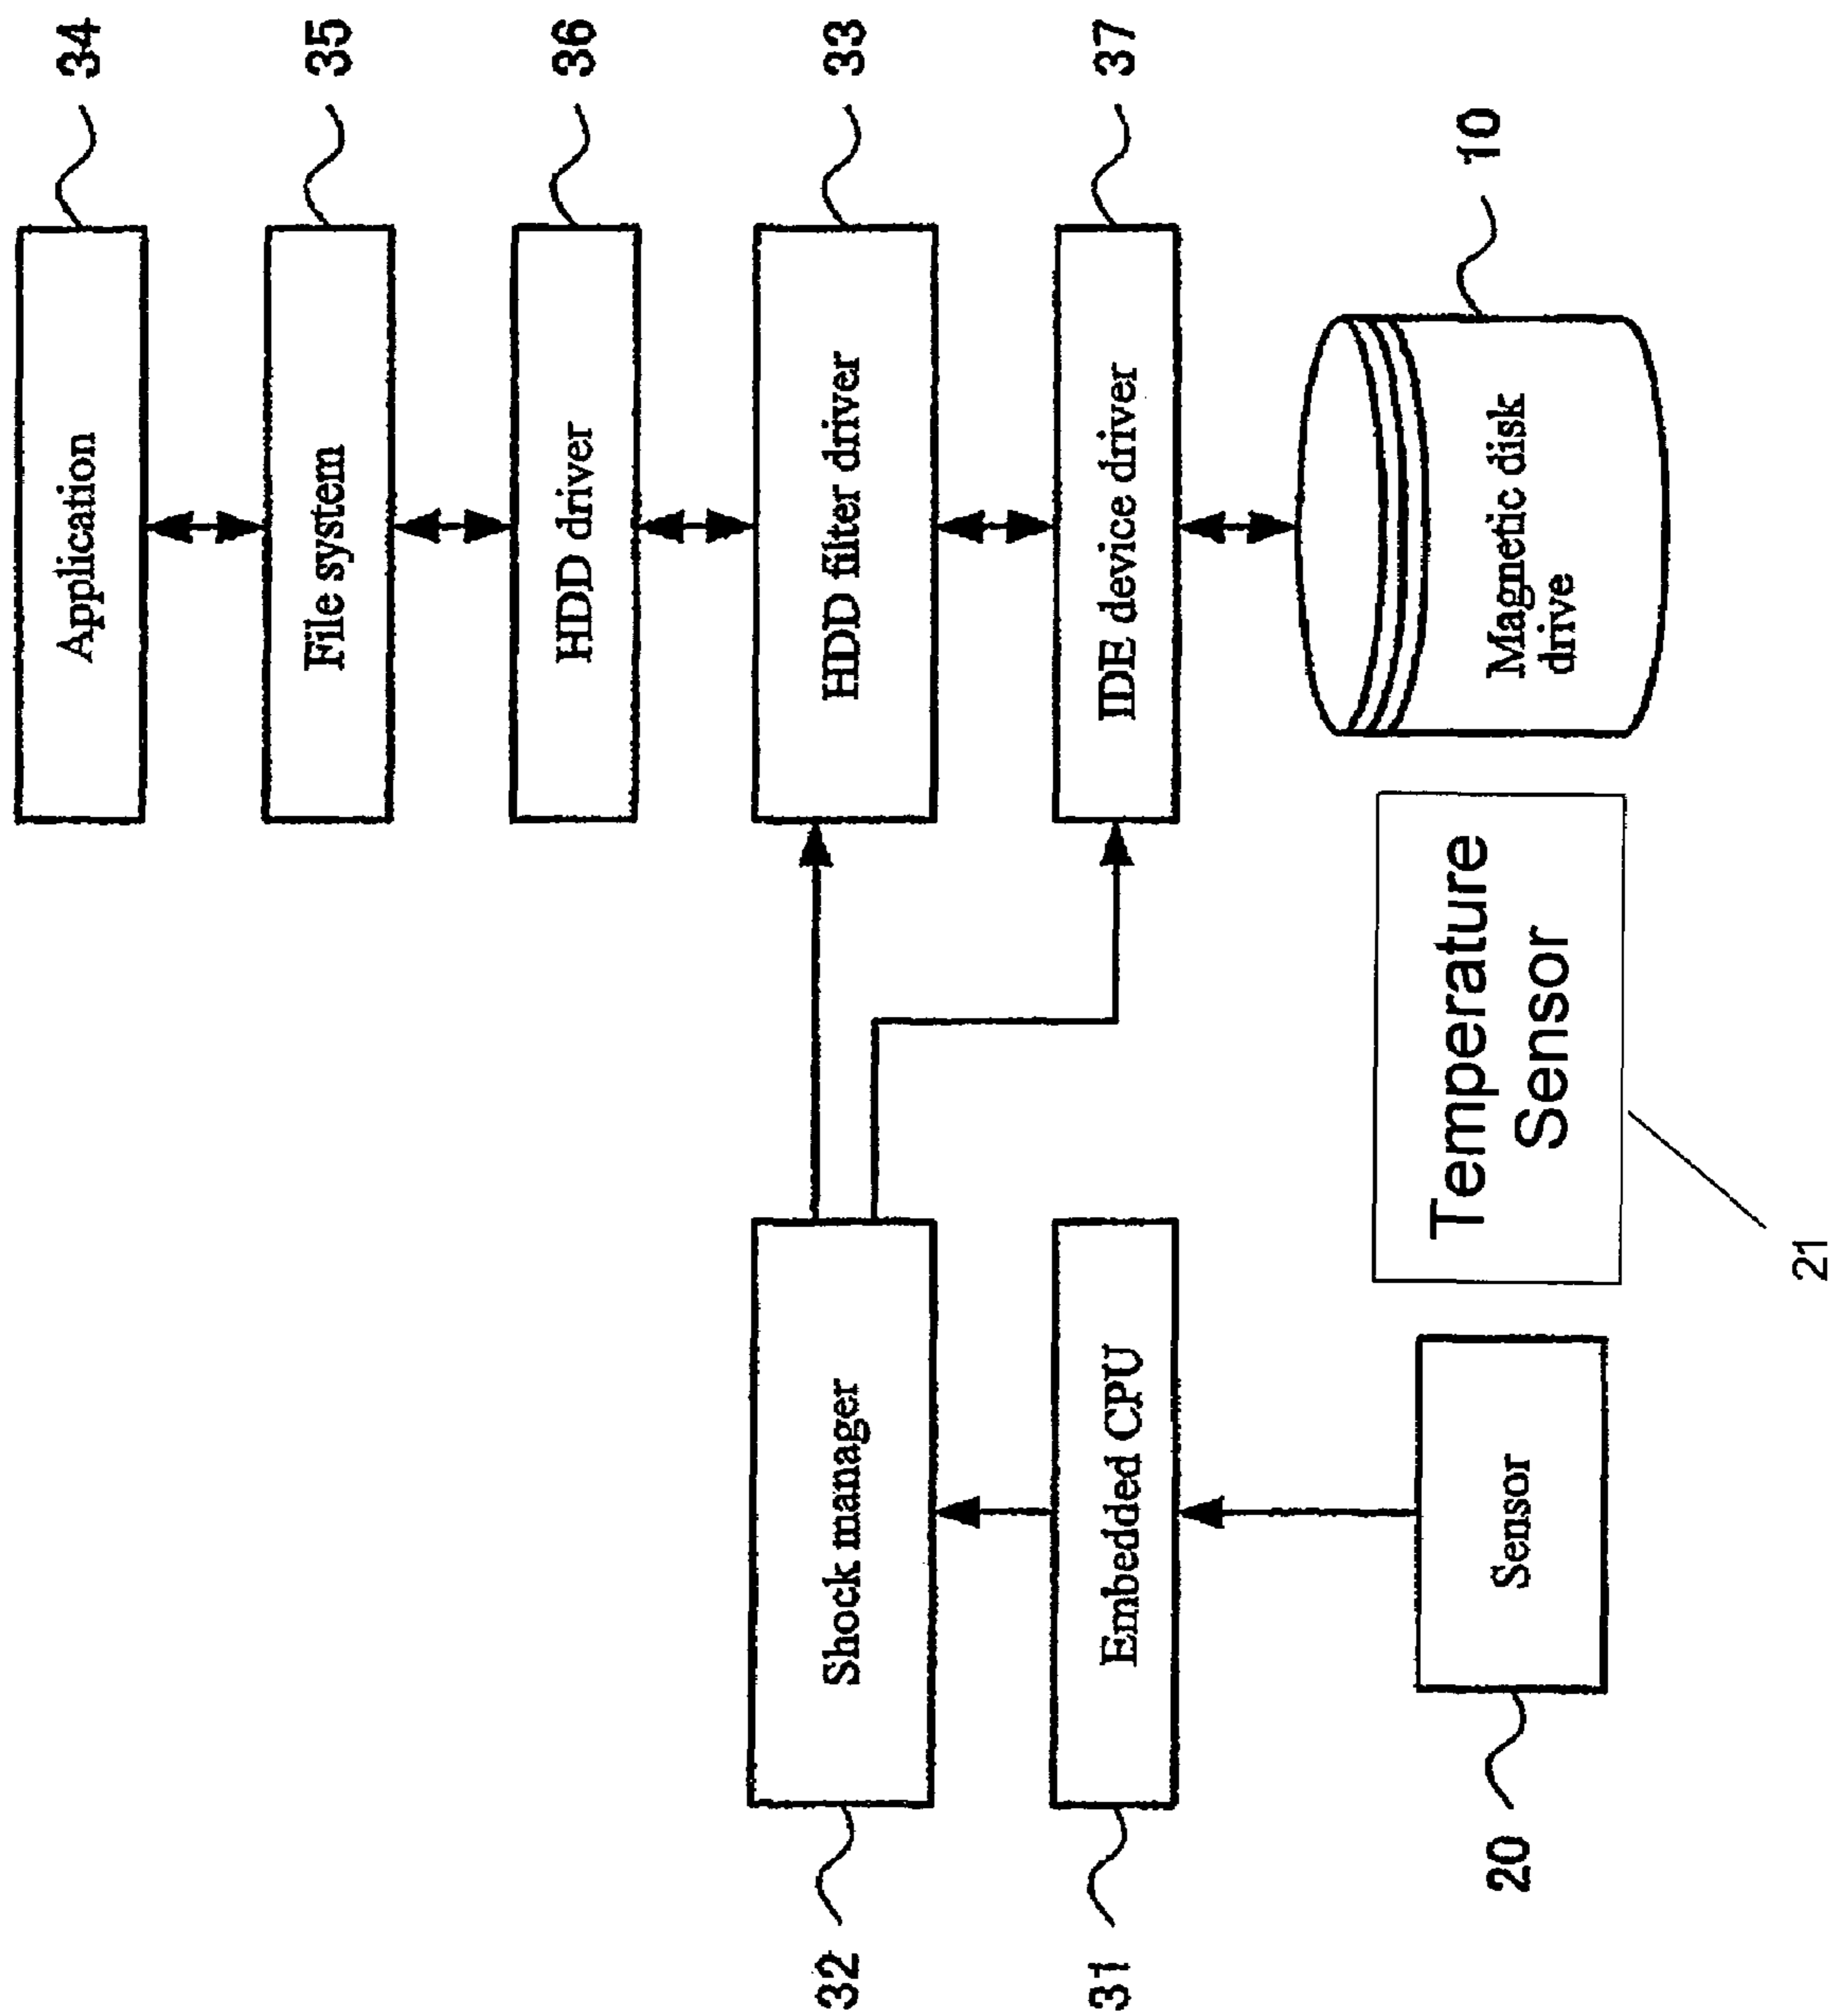 Application
34
File system
35
HDD driver
36
Shock manager
32
HDD filter driver
33
Embedded CPU
31
IDE device driver
37
Sensor
20
Temperature
Sensor
21
Magnetic disk
drive
10